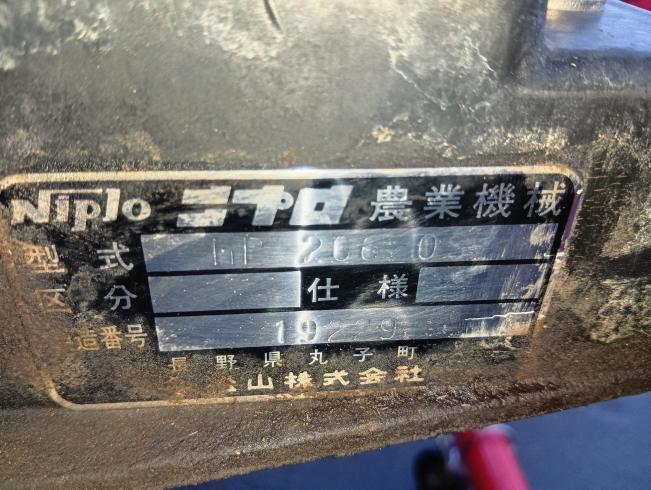 Niplo ニプロ 農業機械
型式
区分 仕様
造番号
長野県丸子町
山株式会社